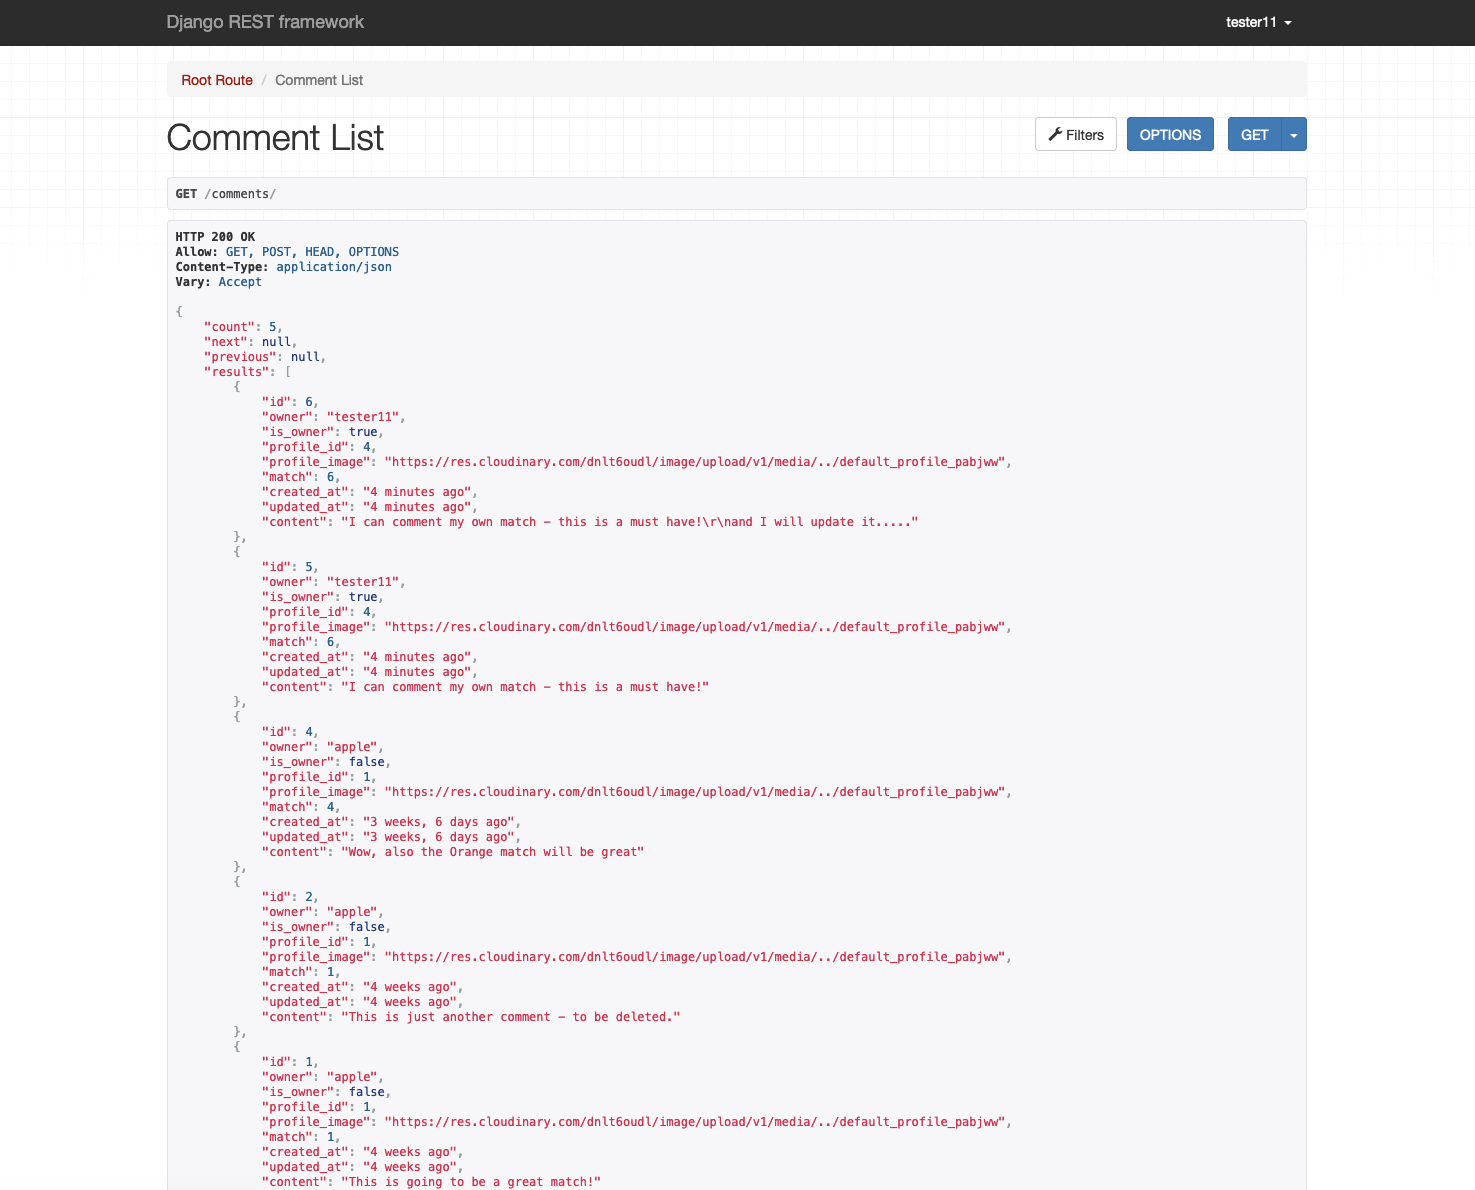 Django REST framework
tester11
Root Route / Comment List
Comment List
Filters
OPTIONS
GET
GET /comments/
HTTP 200 OK
Allow: GET, POST, HEAD, OPTIONS
Content-Type: application/json
Vary: Accept
{
"count": 5,
"next": null,
"previous": null,
"results": [
{
"id": 6,
"owner": "tester11",
"is_owner": true,
"profile_id": 4,
"profile_image": "https://res.cloudinary.com/dnlt6oudl/image/upload/v1/media/../default_profile_pabjww",
"match": 6,
"created_at": "4 minutes ago",
"updated_at": "4 minutes ago",
"content": "I can comment my own match - this is a must have!\r\nand I will update it....."
},
{
"id": 5,
"owner": "tester11",
"is_owner": true,
"profile_id": 4,
"profile_image": "https://res.cloudinary.com/dnlt6oudl/image/upload/v1/media/../default_profile_pabjww",
"match": 6,
"created_at": "4 minutes ago",
"updated_at": "4 minutes ago",
"content": "I can comment my own match - this is a must have!"
},
{
"id": 4,
"owner": "apple",
"is_owner": false,
"profile_id": 1,
"profile_image": "https://res.cloudinary.com/dnlt6oudl/image/upload/v1/media/../default_profile_pabjww",
"match": 4,
"created_at": "3 weeks, 6 days ago",
"updated_at": "3 weeks, 6 days ago",
"content": "Wow, also the Orange match will be great"
},
{
"id": 2,
"owner": "apple",
"is_owner": false,
"profile_id": 1,
"profile_image": "https://res.cloudinary.com/dnlt6oudl/image/upload/v1/media/../default_profile_pabjww",
"match": 1,
"created_at": "4 weeks ago",
"updated_at": "4 weeks ago",
"content": "This is just another comment - to be deleted."
},
{
"id": 1,
"owner": "apple",
"is_owner": false,
"profile_id": 1,
"profile_image": "https://res.cloudinary.com/dnlt6oudl/image/upload/v1/media/../default_profile_pabjww",
"match": 1,
"created_at": "4 weeks ago",
"updated_at": "4 weeks ago",
"content": "This is going to be a great match!"